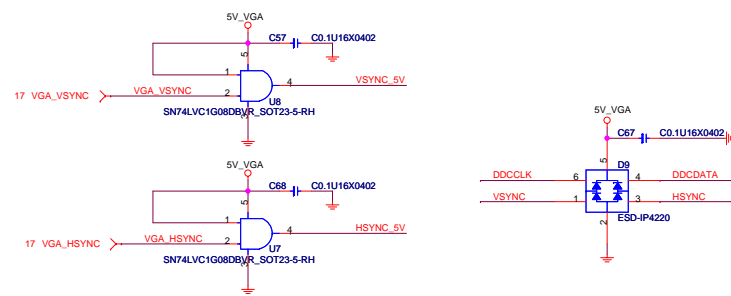 5V_VGA
C57 C0.1U16X0402
5
1
4 VSYNC_5V
17 VGA_VSYNC VGA_VSYNC 2
U8
SN74LVC1G08DBVR_SOT23-5-RH
3
5V_VGA
C67 C0.1U16X0402
5 D9
DDCCLK 6 4 DDCDATA
VSYNC 1 3 HSYNC
ESD-IP4220
2
5V_VGA
C68 C0.1U16X0402
5
1
4 HSYNC_5V
17 VGA_HSYNC VGA_HSYNC 2
U7
SN74LVC1G08DBVR_SOT23-5-RH
3